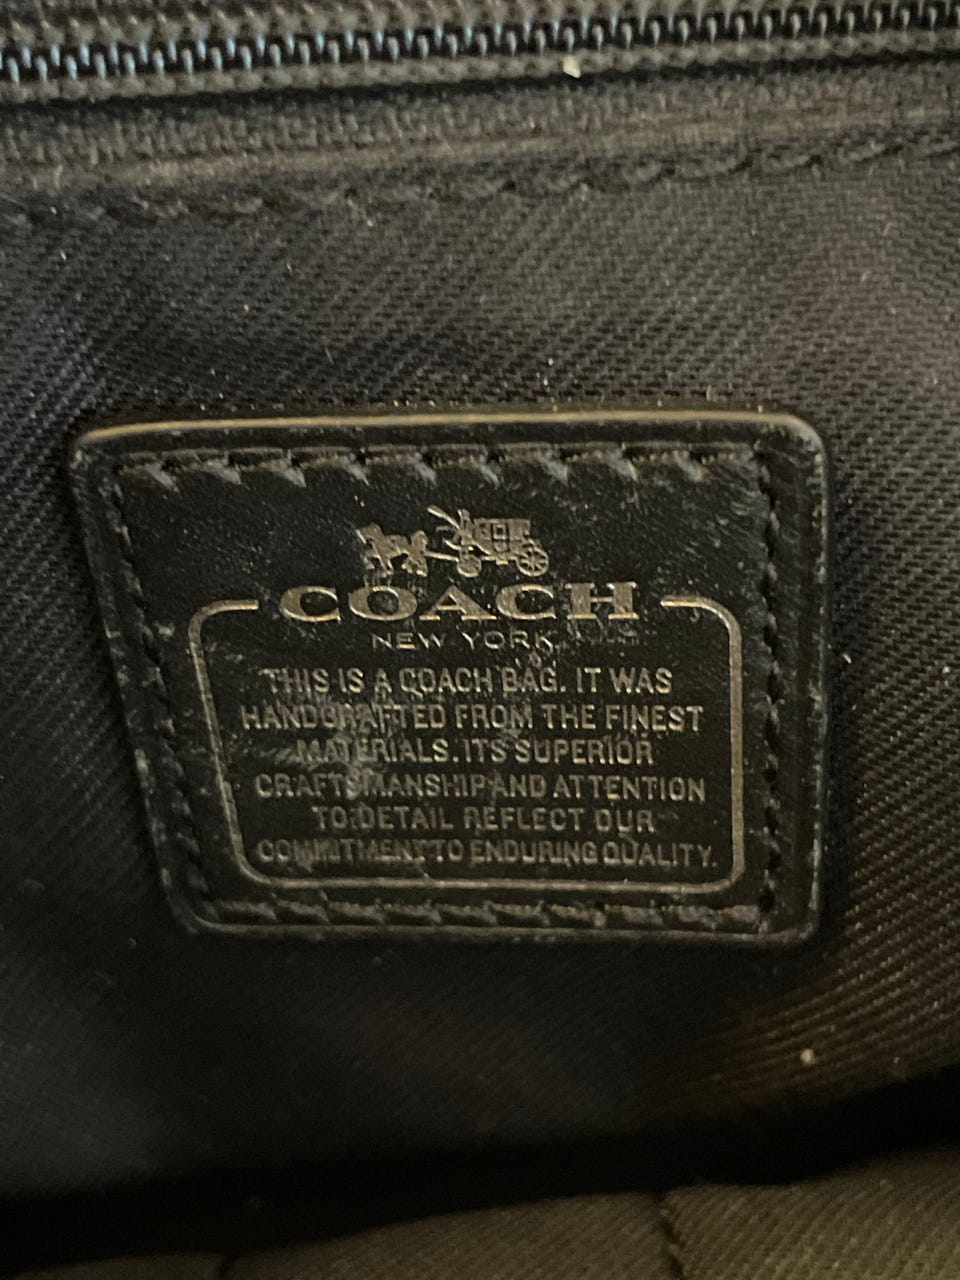 COACH
NEW YORK
THIS IS A COACH BAG. IT WAS
HANDCRAFTED FROM THE FINEST
MATERIALS. ITS SUPERIOR
CRAFTSMANSHIP AND ATTENTION
TO DETAIL REFLECT OUR
COMMITMENT TO ENDURING QUALITY.